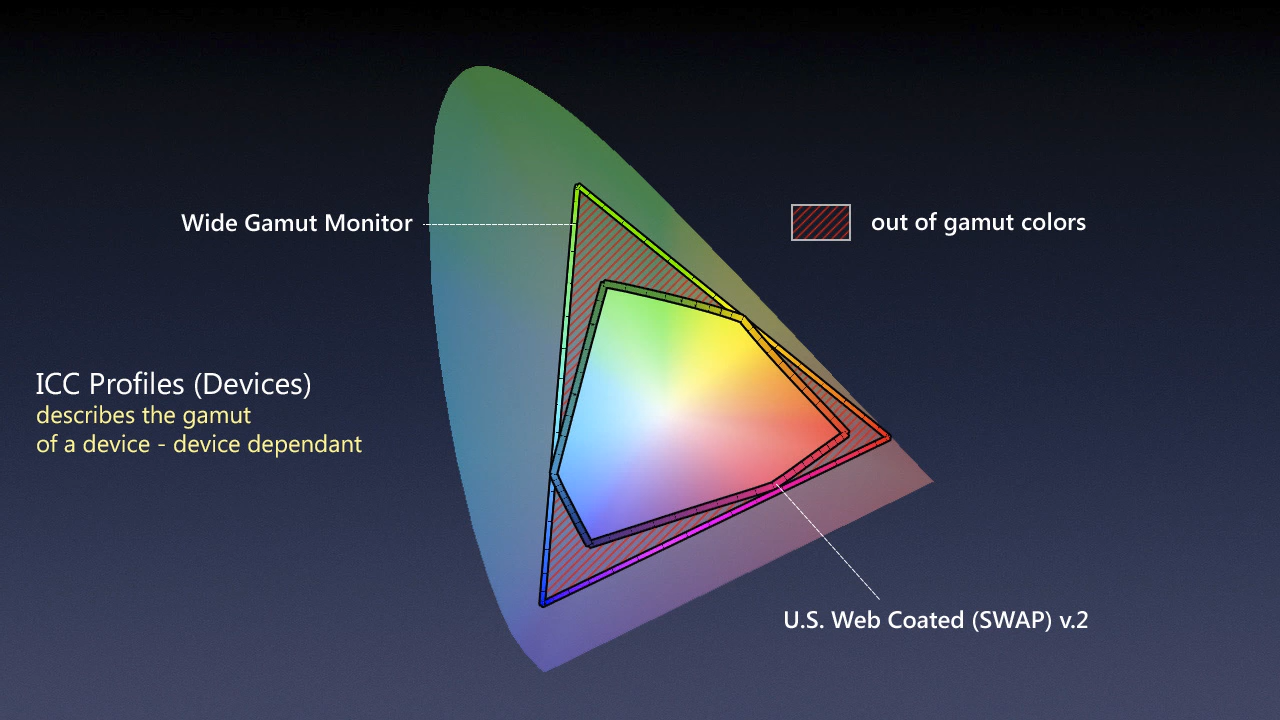 Wide Gamut Monitor
out of gamut colors
ICC Profiles (Devices)
describes the gamut
of a device - device dependant
U.S. Web Coated (SWAP) v.2